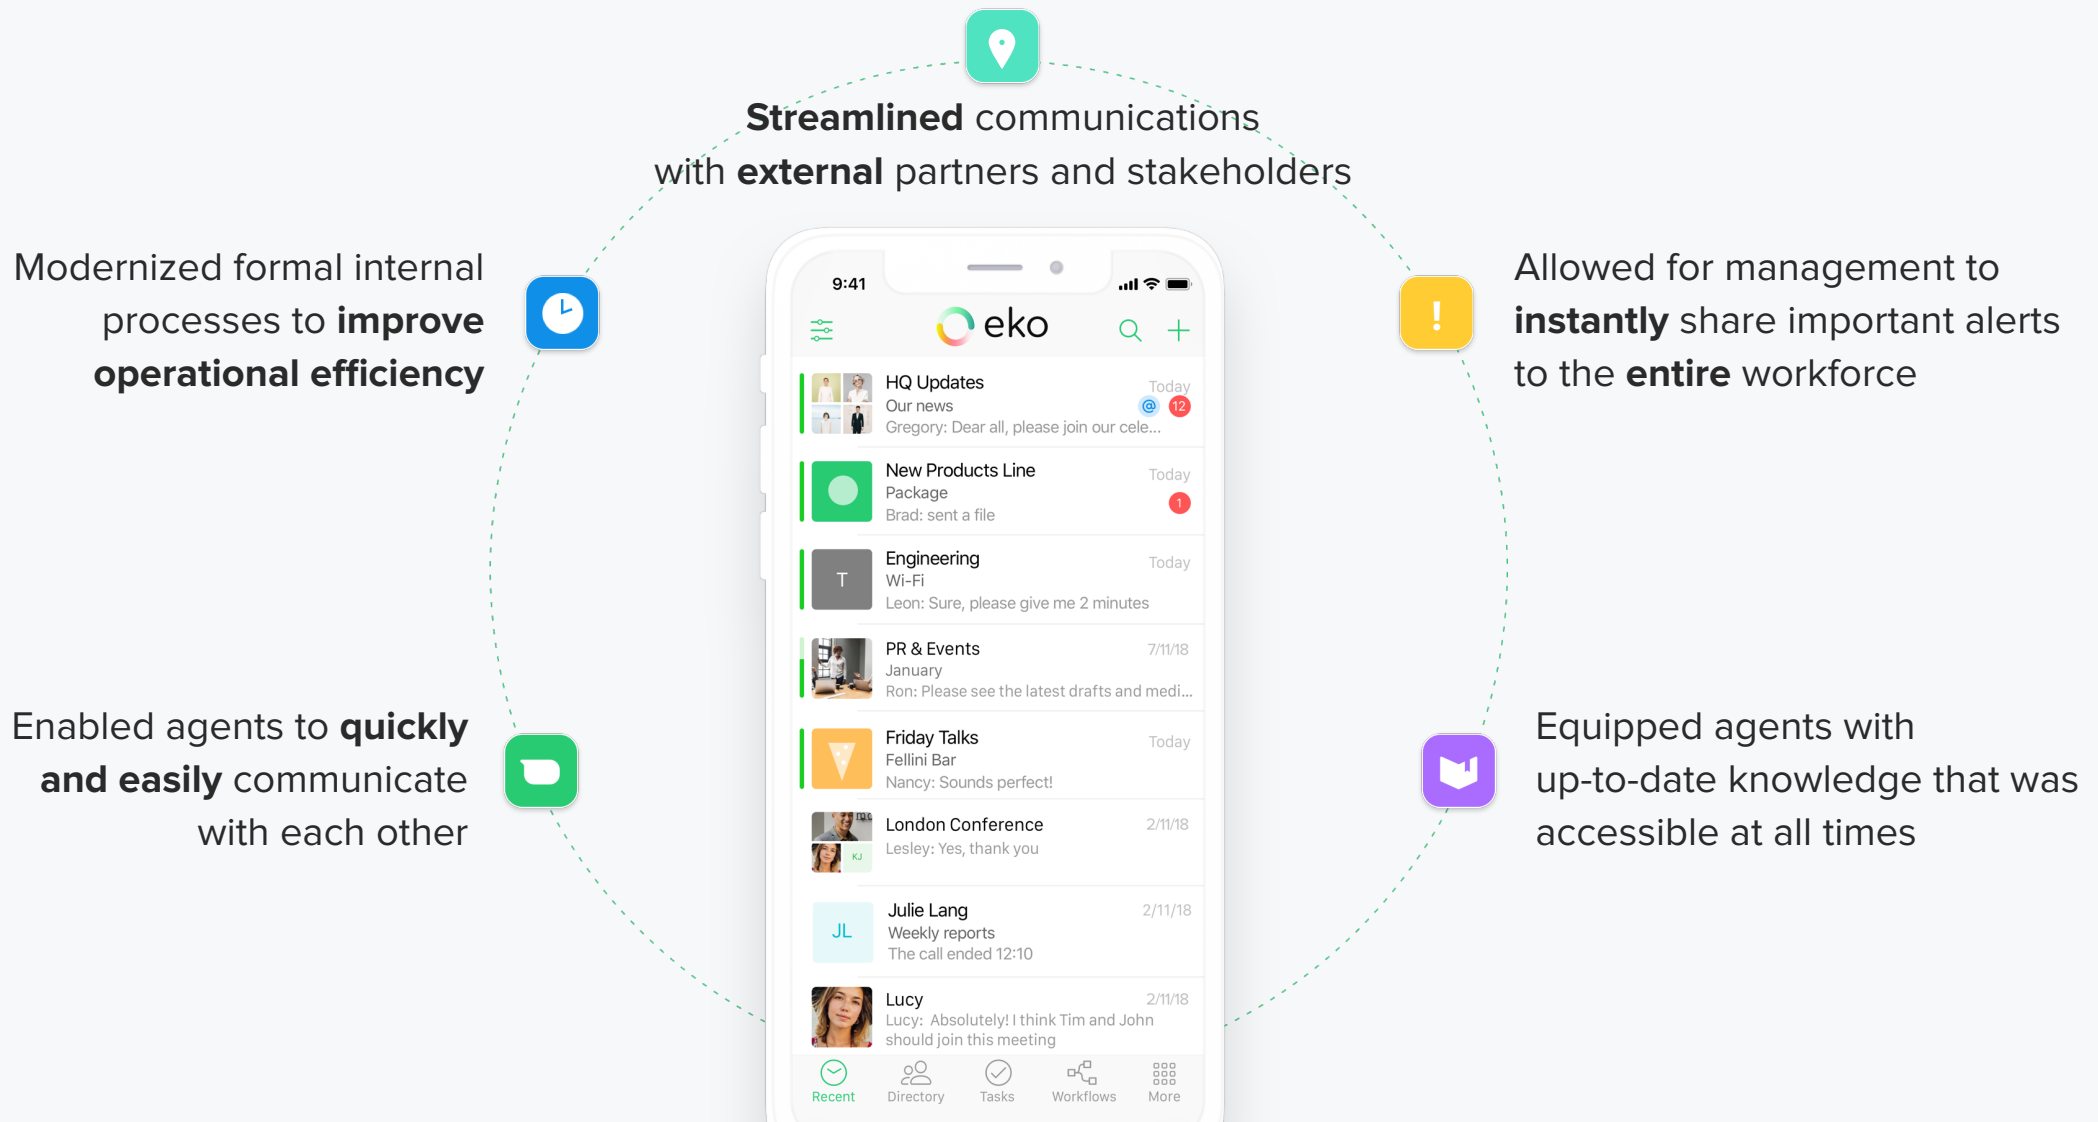 Streamlined communications
with external partners and stakeholders
Modernized formal internal
processes to improve
operational efficiency
Enabled agents to quickly
and easily communicate
with each other
9:41
eko
HQ Updates
Today
Our news
@ 12
Gregory: Dear all, please join our cele...
New Products Line
Today
Package
1
Brad: sent a file
T
Engineering
Today
Wi-Fi
Leon: Sure, please give me 2 minutes
PR & Events
7/11/18
January
Ron: Please see the latest drafts and medi...
Friday Talks
Today
Fellini Bar
Nancy: Sounds perfect!
London Conference
2/11/18
Lesley: Yes, thank you
KJ
JL
Julie Lang
2/11/18
Weekly reports
The call ended 12:10
Lucy
2/11/18
Lucy: Absolutely! I think Tim and John
should join this meeting
Recent Directory Tasks Workflows More
!
Allowed for management to
instantly share important alerts
to the entire workforce
Equipped agents with
up-to-date knowledge that was
accessible at all times